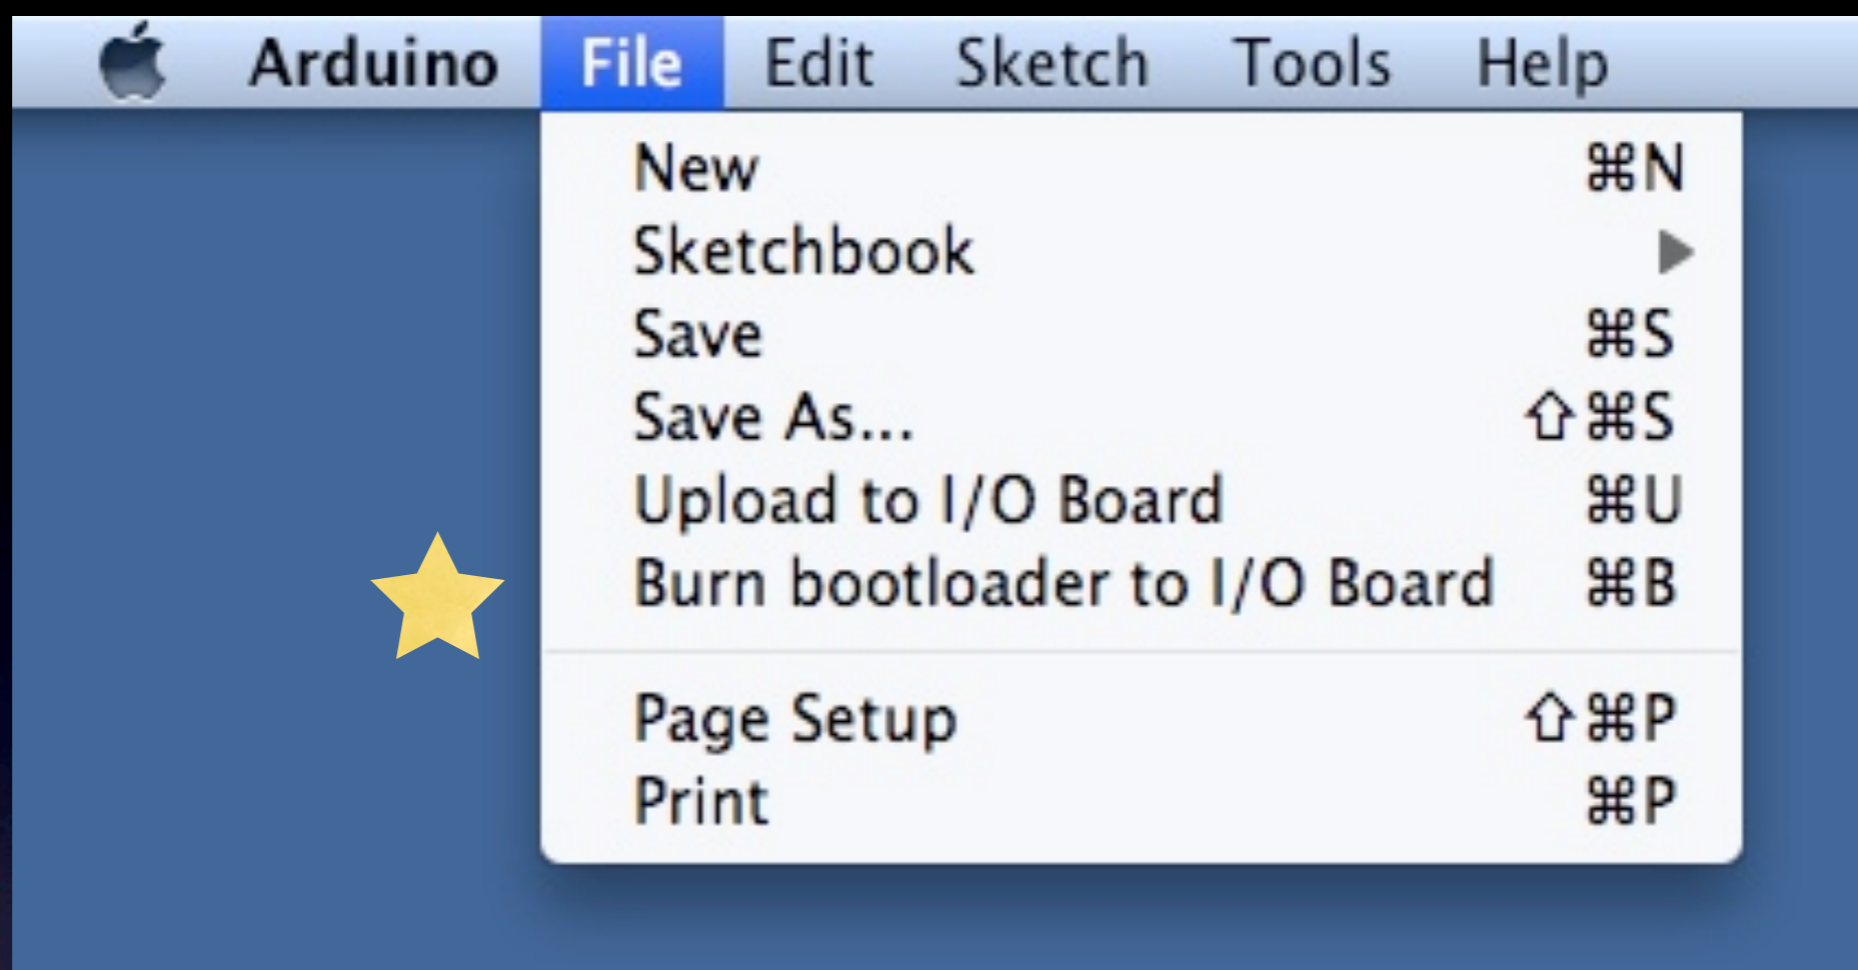 Arduino File Edit Sketch Tools Help
New ⌘N
Sketchbook ▶
Save ⌘S
Save As... ⇧⌘S
Upload to I/O Board ⌘U
Burn bootloader to I/O Board ⌘B
Page Setup ⇧⌘P
Print ⌘P